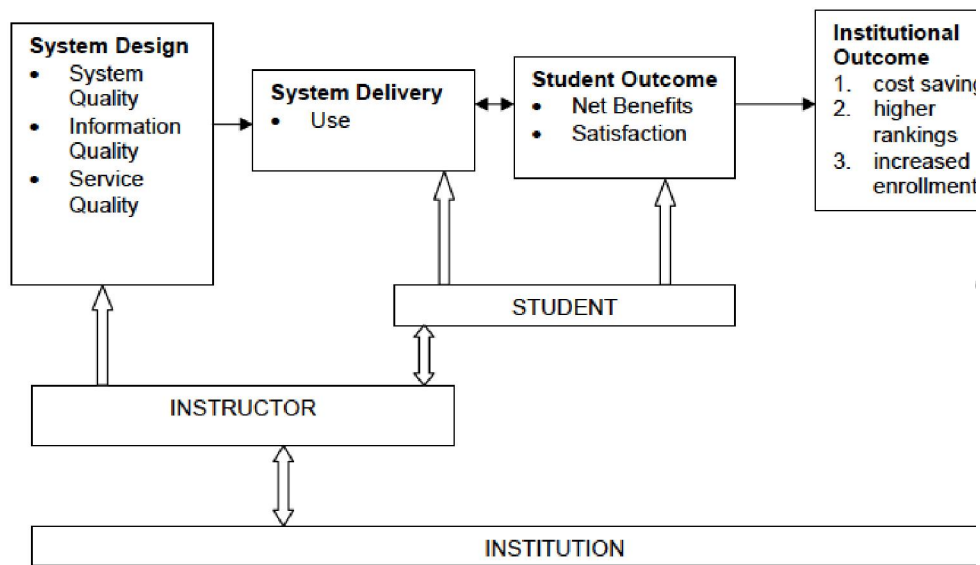 System Design
• System
Quality
• Information
Quality
• Service
Quality
System Delivery
• Use
Student Outcome
• Net Benefits
• Satisfaction
Institutional
Outcome
1. cost saving
2. higher
rankings
3. increased
enrollment
STUDENT
INSTRUCTOR
INSTITUTION